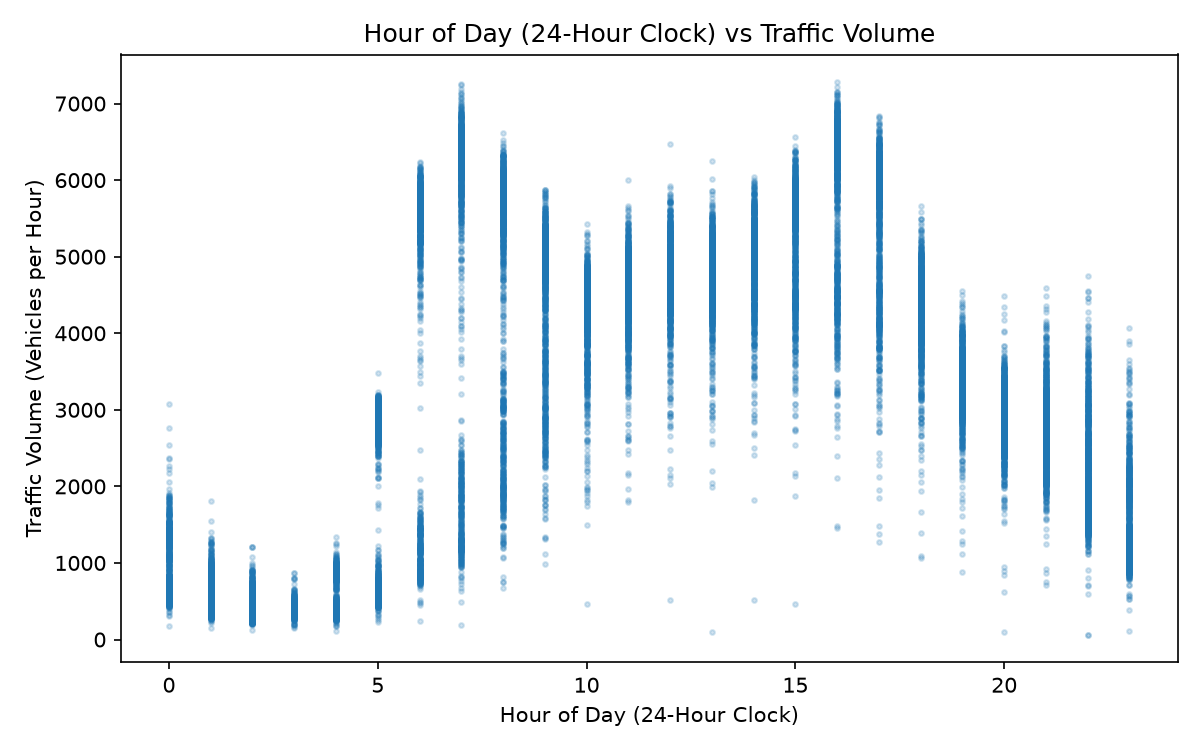 Hour of Day (24-Hour Clock) vs Traffic Volume
Traffic Volume (Vehicles per Hour)
7000
6000
5000
4000
3000
2000
1000
0
0 5 10 15 20
Hour of Day (24-Hour Clock)